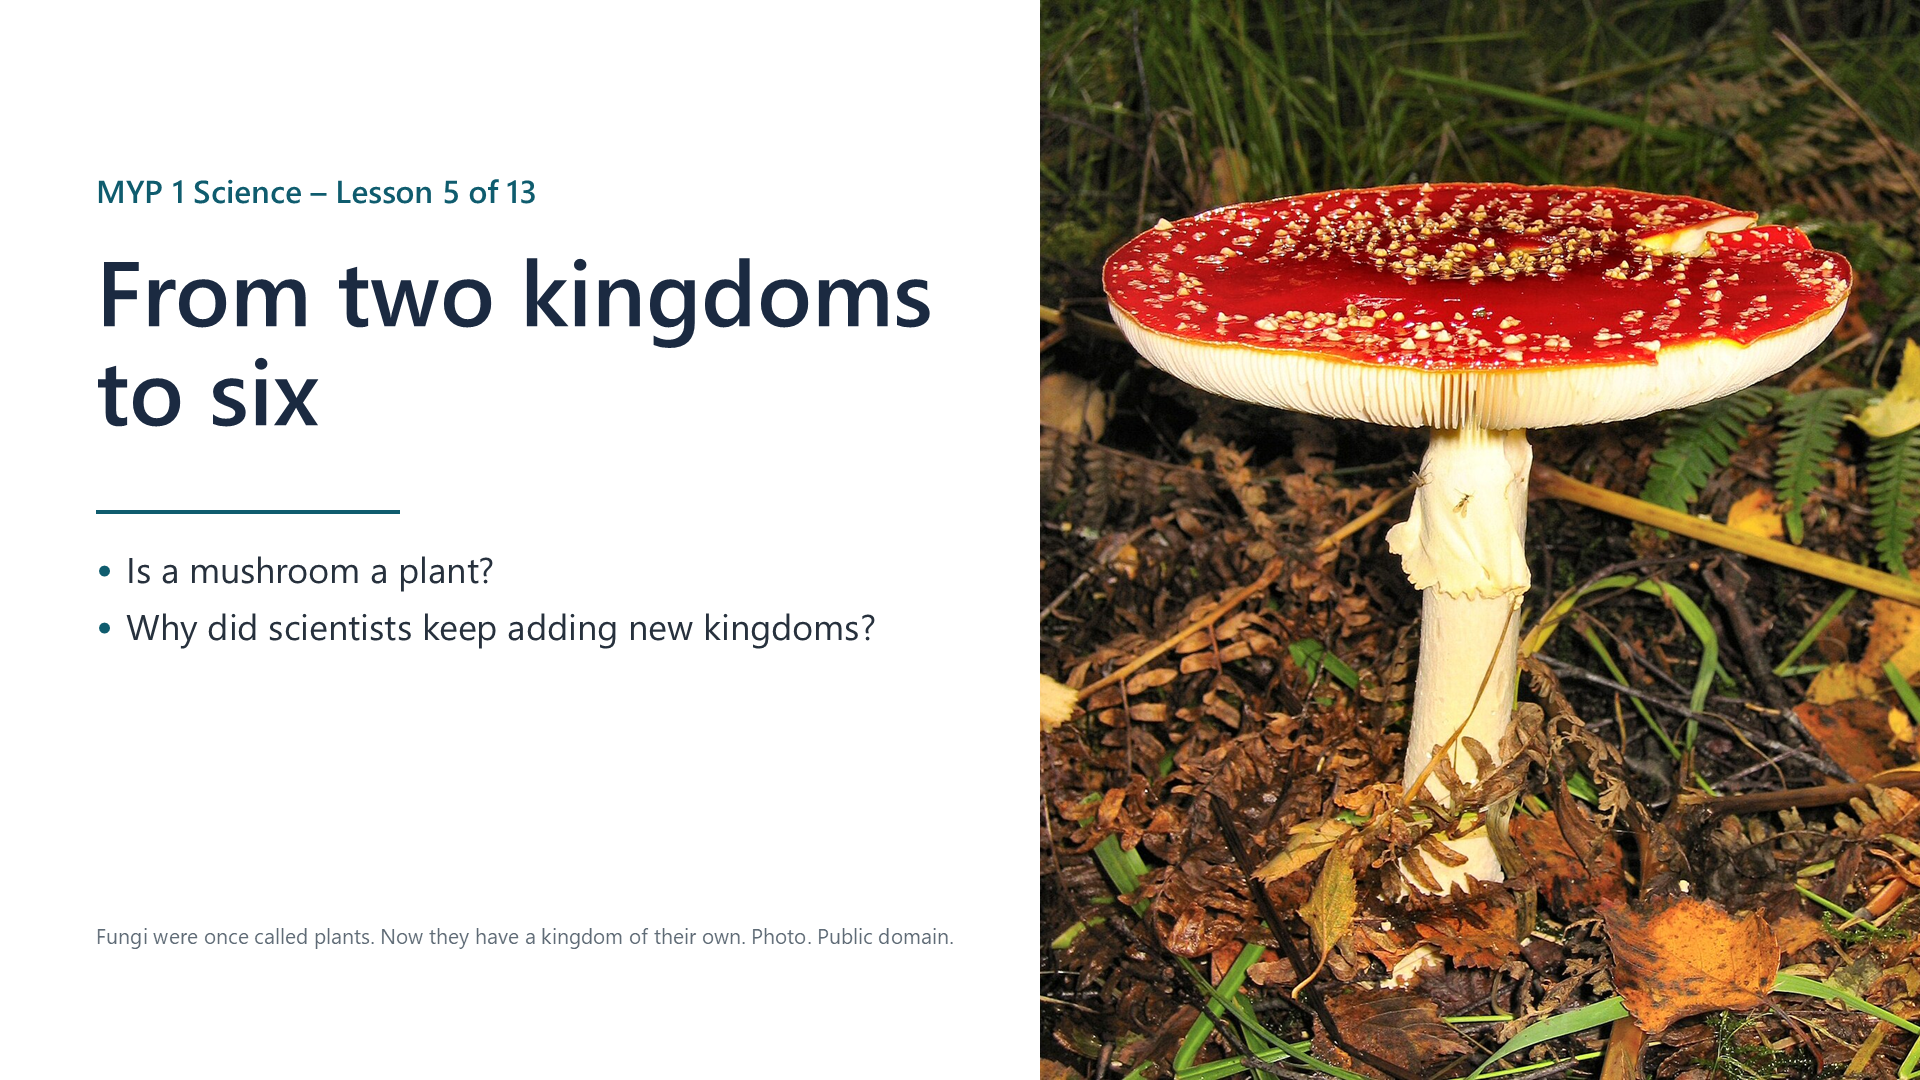 MYP 1 Science – Lesson 5 of 13
From two kingdoms
to six
• Is a mushroom a plant?
• Why did scientists keep adding new kingdoms?
Fungi were once called plants. Now they have a kingdom of their own. Photo. Public domain.